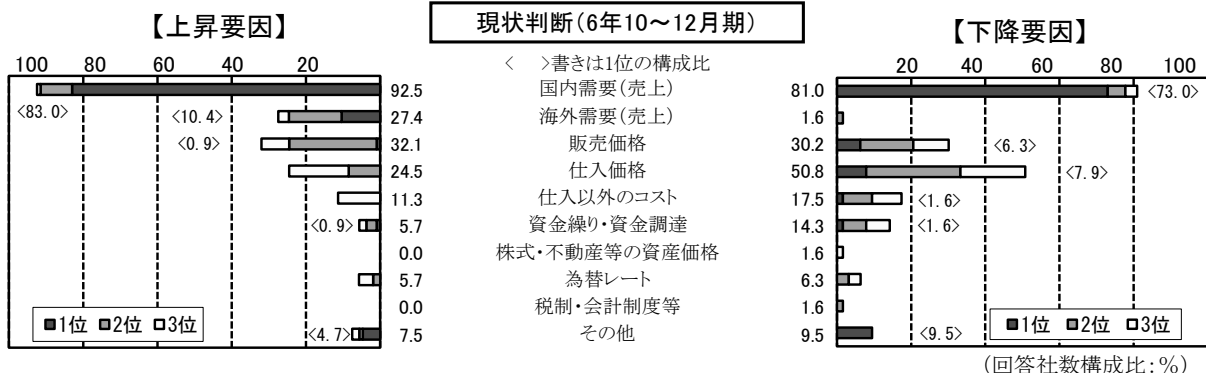 【上昇要因】
現状判断(6年10～12月期)
【下降要因】
100 80 60 40 20
< >書きは1位の構成比
20 40 60 80 100
<83.0> 92.5 国内需要(売上) 81.0 <73.0>
<10.4> 27.4 海外需要(売上) 1.6
<0.9> 32.1 販売価格 30.2 <6.3>
24.5 仕入価格 50.8 <7.9>
11.3 仕入以外のコスト 17.5 <1.6>
<0.9> 5.7 資金繰り・資金調達 14.3 <1.6>
0.0 株式・不動産等の資産価格 1.6
5.7 為替レート 6.3
0.0 税制・会計制度等 1.6
<4.7> 7.5 その他 9.5 <9.5>
■1位 ■2位 □3位
■1位 ■2位 □3位
(回答社数構成比:%)